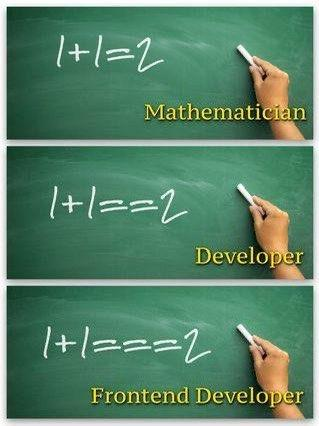 1+1=2
Mathematician
1+1==2
Developer
1+1===2
Frontend Developer